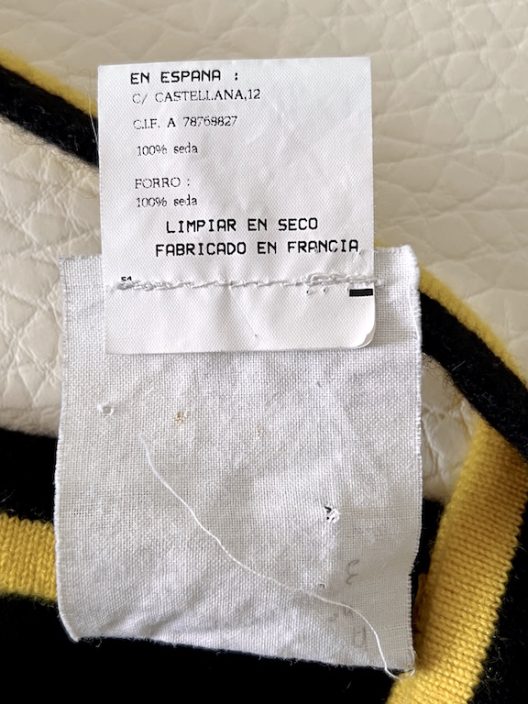 EN ESPANA :
C/ CASTELLANA,12
C.I.F. A 78768827
100% seda
FORRO :
100% seda
LIMPIAR EN SECO
FABRICADO EN FRANCIA